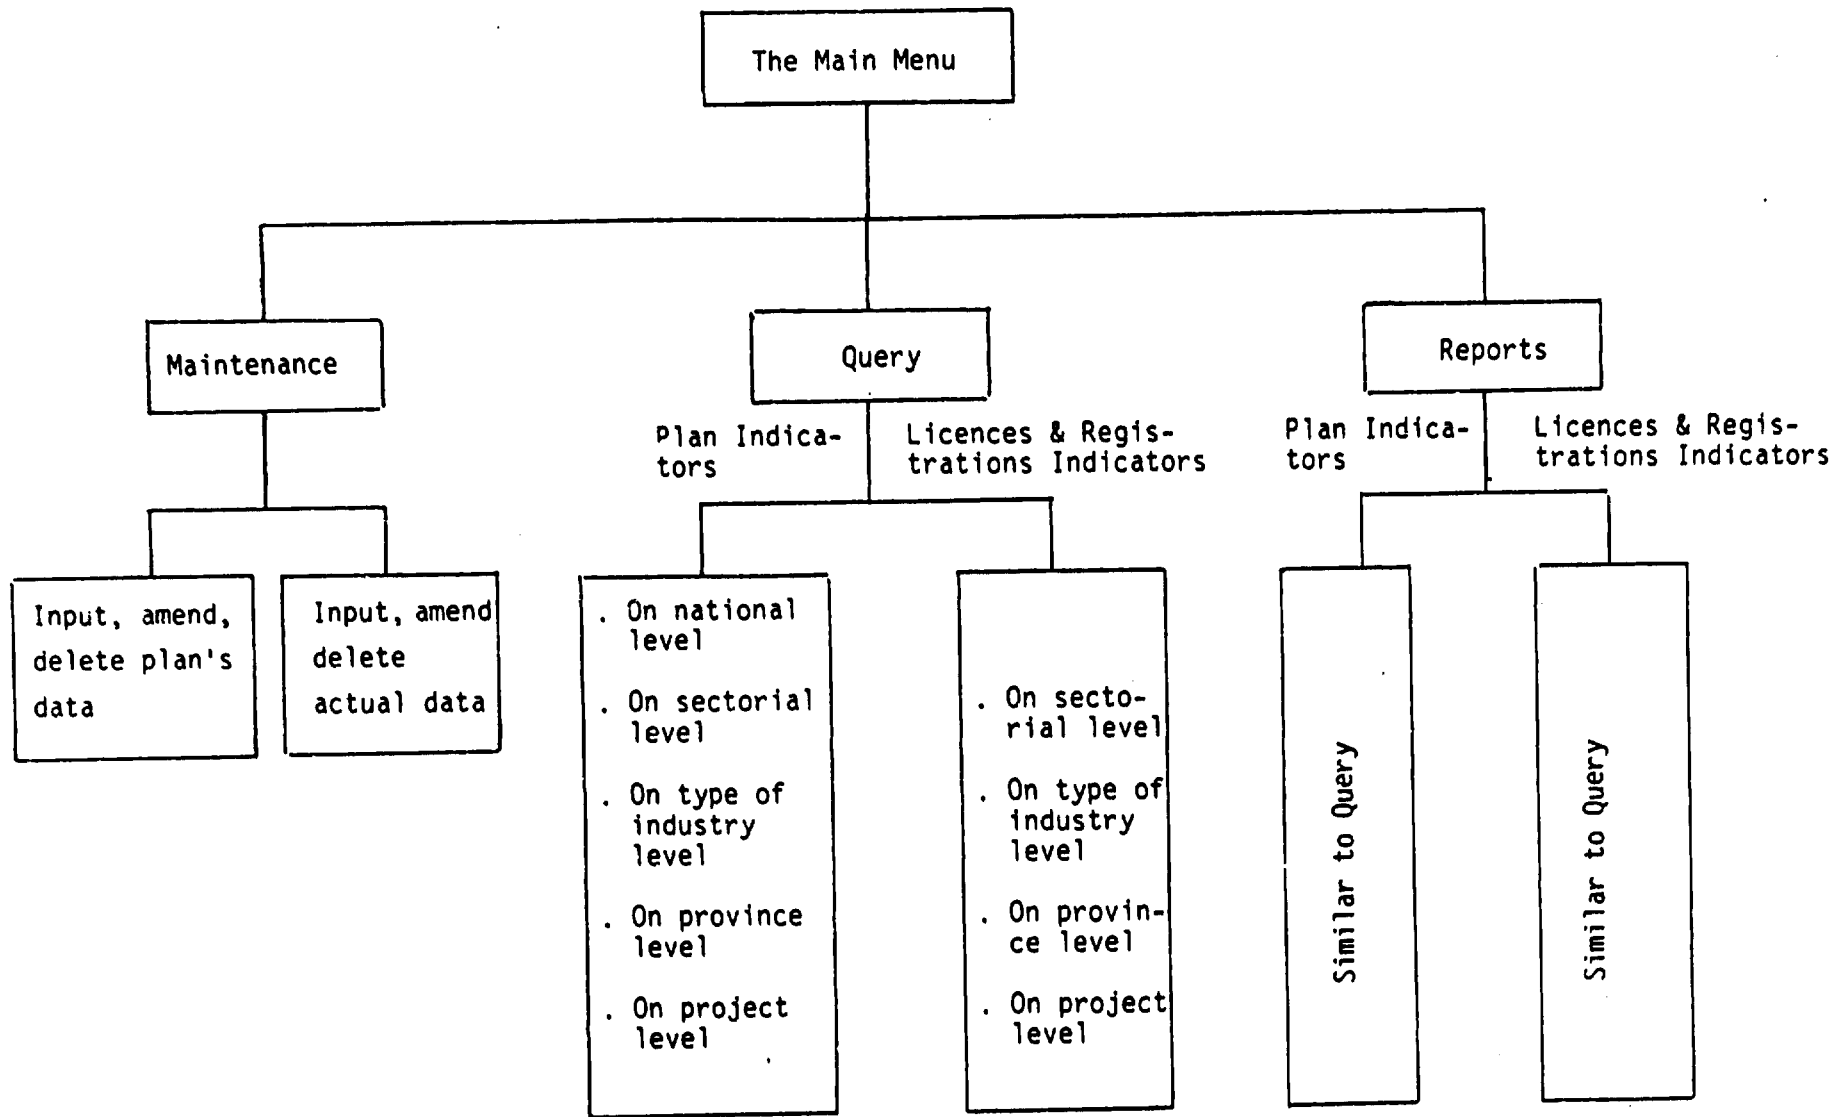 The Main Menu
Maintenance
Query
Reports
Plan Indica-
tors
Licences & Regis-
trations Indicators
Plan Indica-
tors
Licences & Regis-
trations Indicators
Input, amend,
delete plan's
data
Input, amend
delete
actual data
. On national
level
. On sectorial
level
. On type of
industry
level
. On province
level
. On project
level
. On secto-
rial level
. On type of
industry
level
. On provin-
ce level
. On project
level
Similar to Query
Similar to Query